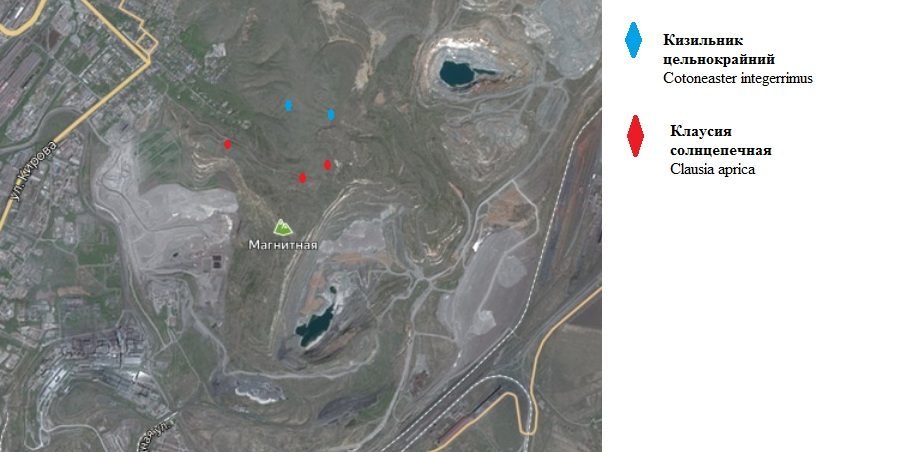 ул. Кирова
Магнитная
Кизильник
цельнокрайний
Cotoneaster integerrimus
Клаусия
солнцепечная
Clausia aprica